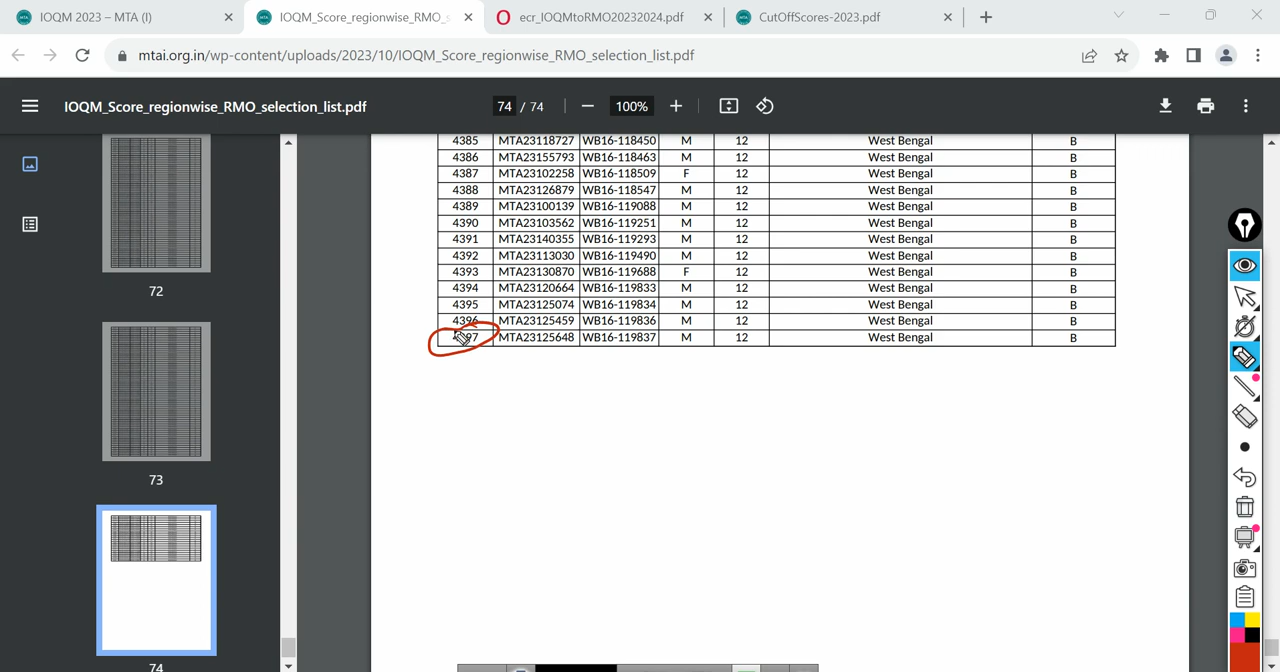 IOQM 2023 – MTA (I)
IOQM_Score_regionwise_RMO_s
ecr_IOQMtoRMO20232024.pdf
CutOffScores-2023.pdf
mtai.org.in/wp-content/uploads/2023/10/IOQM_Score_regionwise_RMO_selection_list.pdf
IOQM_Score_regionwise_RMO_selection_list.pdf
74 / 74
100%
4385 MTA23118727 WB16-118450 M 12 West Bengal B
4386 MTA23155793 WB16-118463 M 12 West Bengal B
4387 MTA23102258 WB16-118509 F 12 West Bengal B
4388 MTA23126879 WB16-118547 M 12 West Bengal B
4389 MTA23100139 WB16-119088 M 12 West Bengal B
4390 MTA23103562 WB16-119251 M 12 West Bengal B
4391 MTA23140355 WB16-119293 M 12 West Bengal B
4392 MTA23113030 WB16-119490 M 12 West Bengal B
4393 MTA23130870 WB16-119688 F 12 West Bengal B
4394 MTA23120664 WB16-119833 M 12 West Bengal B
4395 MTA23125074 WB16-119834 M 12 West Bengal B
4396 MTA23125459 WB16-119836 M 12 West Bengal B
MTA23125648 WB16-119837 M 12 West Bengal B
72
73
74